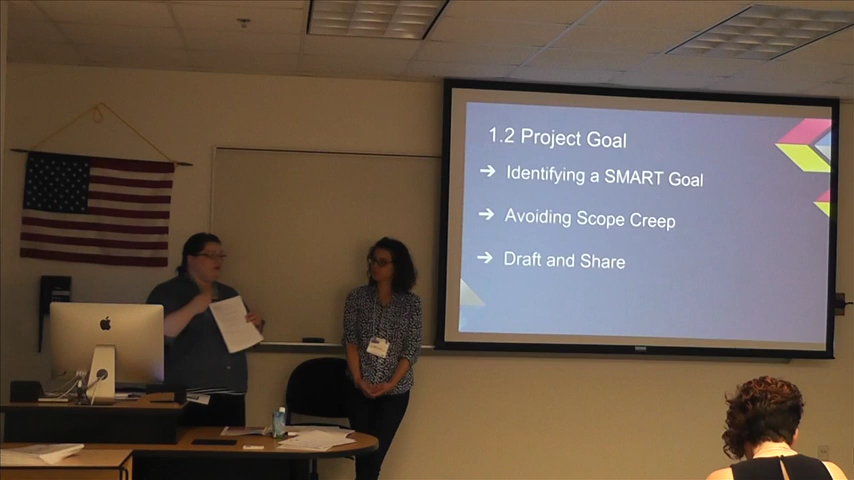 1.2 Project Goal
➔ Identifying a SMART Goal
➔ Avoiding Scope Creep
➔ Draft and Share